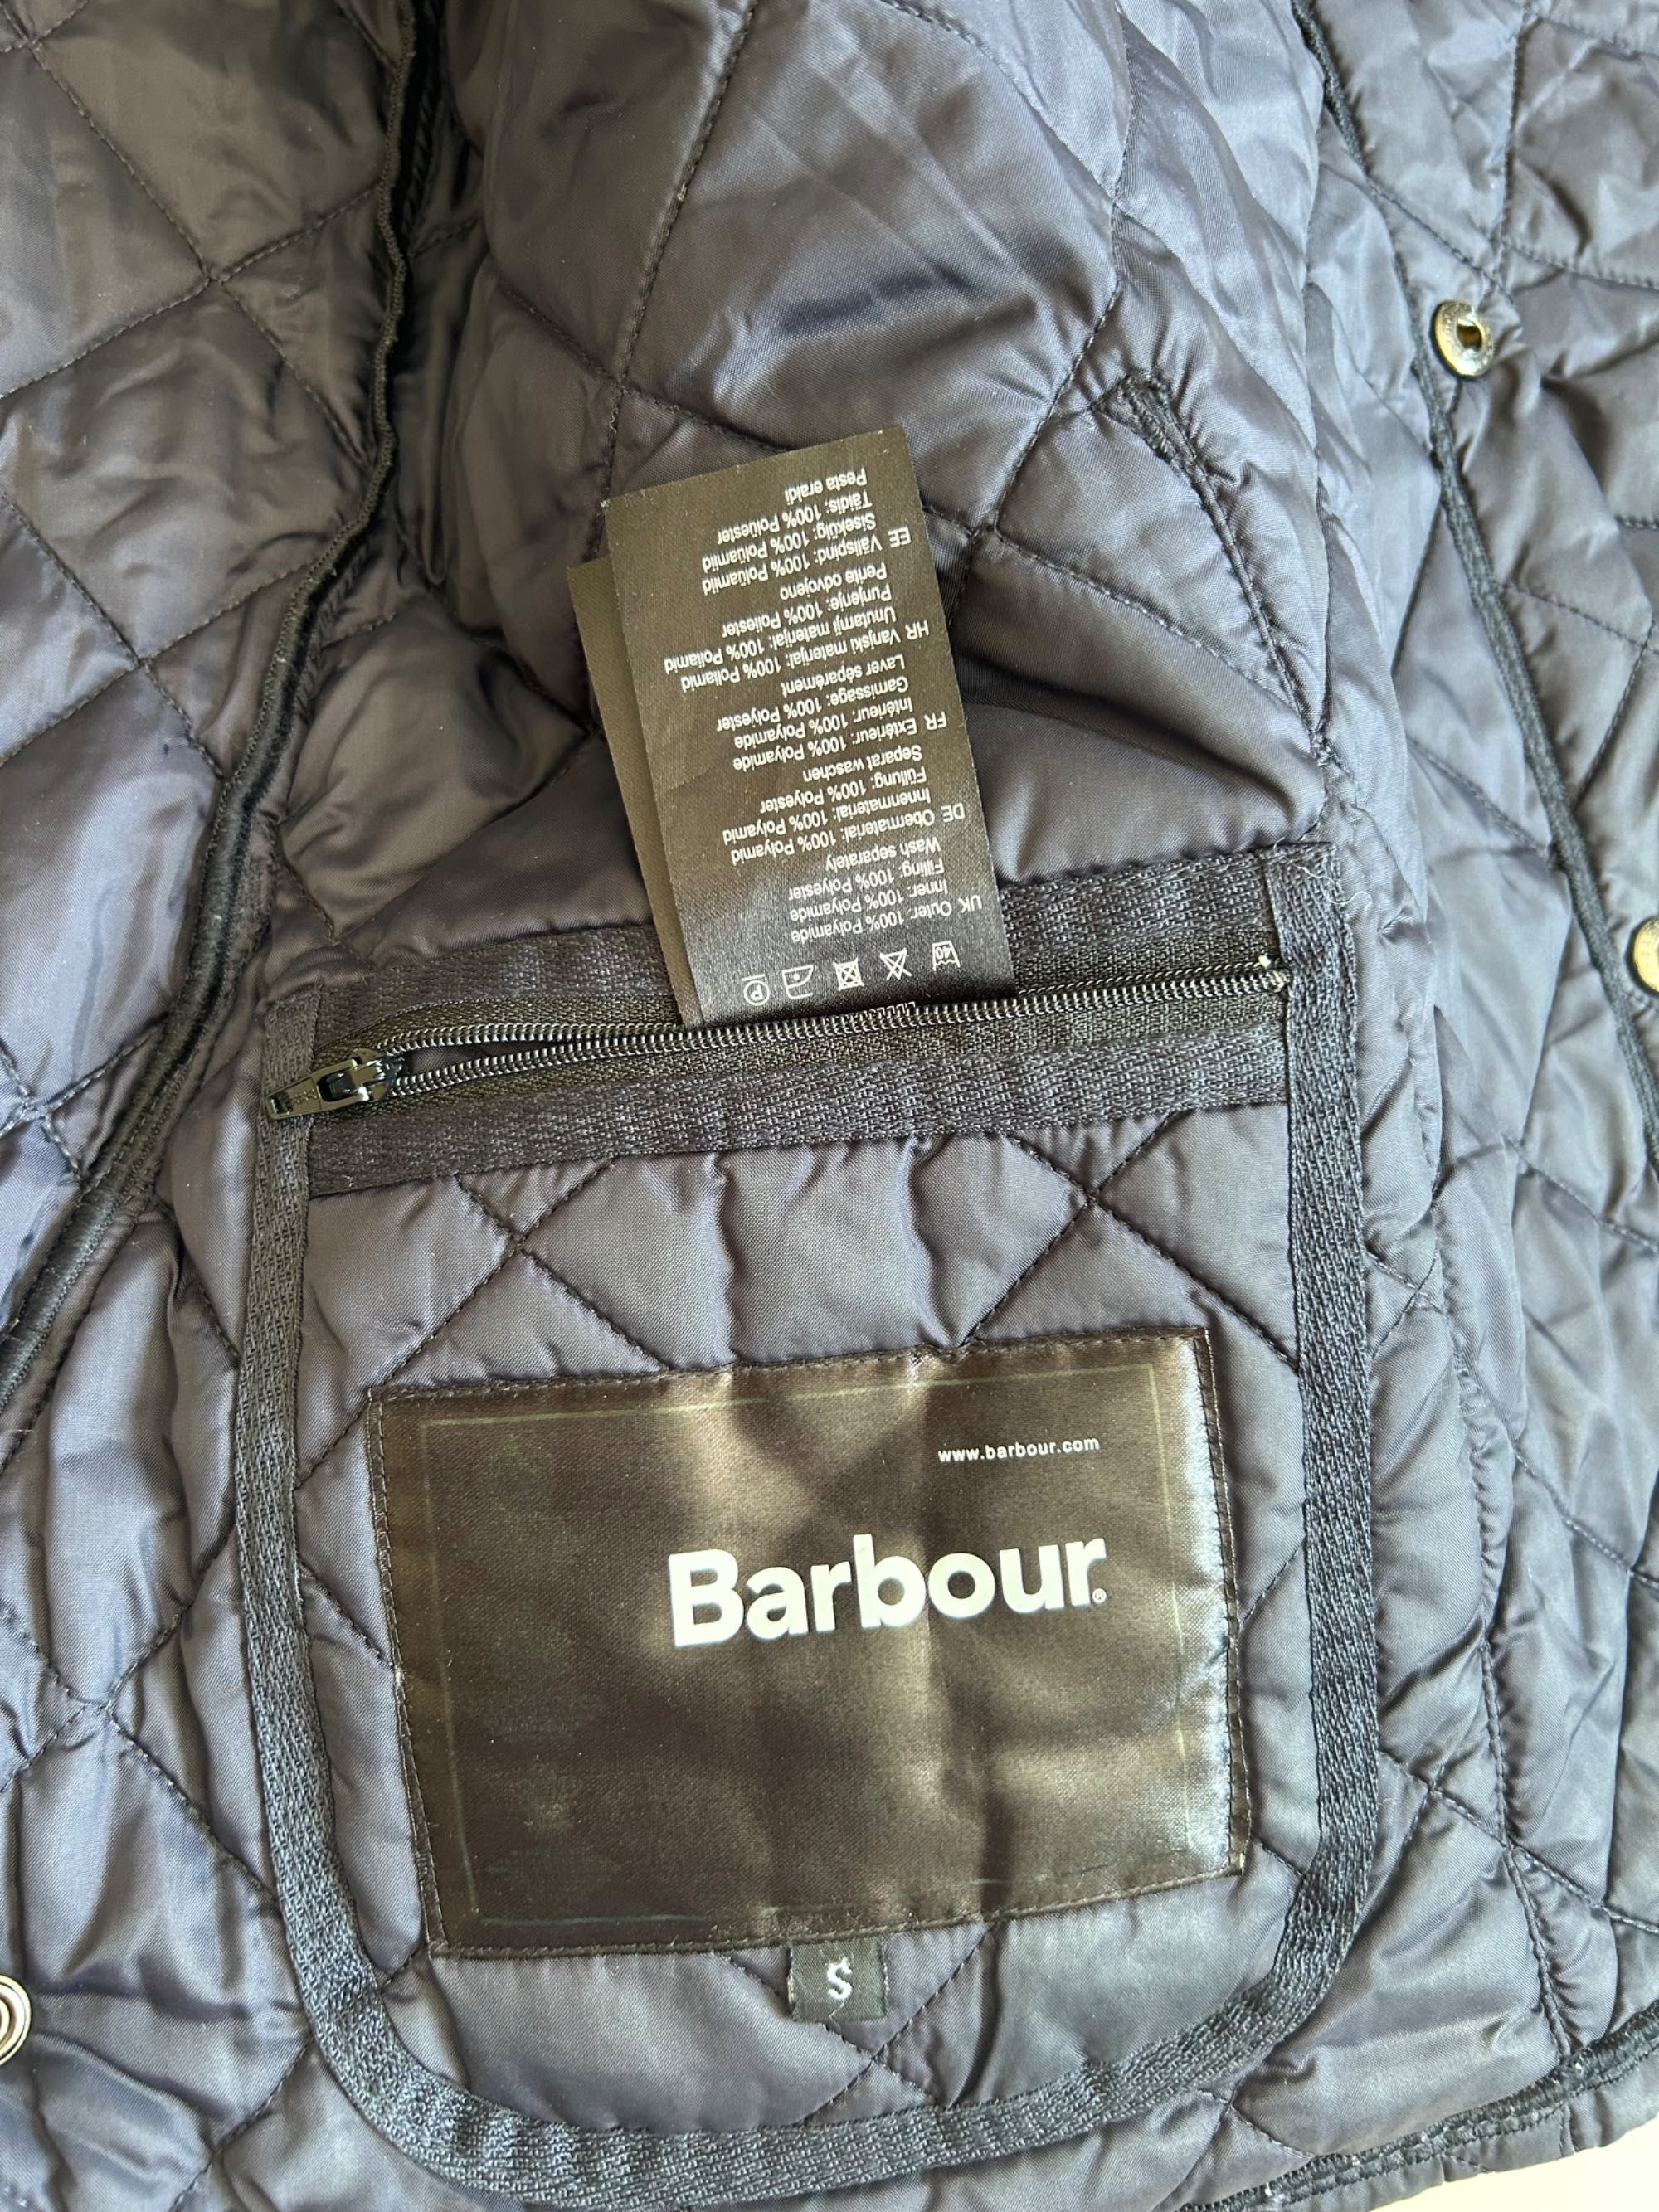 40
P
UK Outer: 100% Polyamide
Inner: 100% Polyamide
Filling: 100% Polyester
Wash separately
DE Obermaterial: 100% Polyamid
Innenmaterial: 100% Polyamid
Füllung: 100% Polyester
Separat waschen
FR Extérieur: 100% Polyamide
Intérieur: 100% Polyamide
Garnissage: 100% Polyester
Laver séparément
HR Vanjski materijal: 100% Poliamid
Unutarnji materijal: 100% Poliamid
Punjenje: 100% Poliester
Perite odvojeno
EE Välispind: 100% Polüamiid
Sisekülg: 100% Polüamiid
Täidis: 100% Polüester
Pesta eraldi
www.barbour.com
Barbour®
S